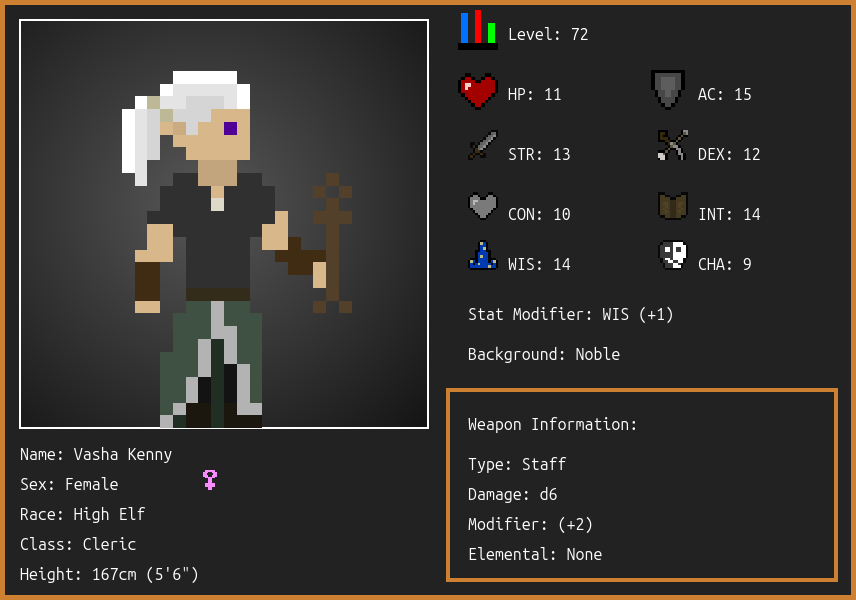 Level: 72
HP: 11
AC: 15
STR: 13
DEX: 12
CON: 10
INT: 14
WIS: 14
CHA: 9
Stat Modifier: WIS (+1)
Background: Noble
Weapon Information:
Type: Staff
Damage: d6
Modifier: (+2)
Elemental: None
Name: Vasha Kenny
Sex: Female
Race: High Elf
Class: Cleric
Height: 167cm (5'6")